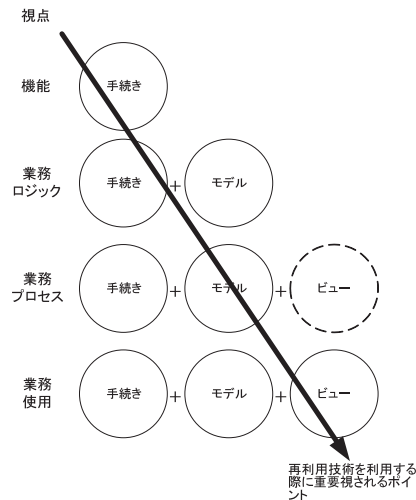 視点
機能
手続き
業務
ロジック
手続き + モデル
業務
プロセス
手続き + モデル + ビュー
業務
使用
手続き + モデル + ビュー
再利用技術を利用する
際に重要視されるポイ
ント